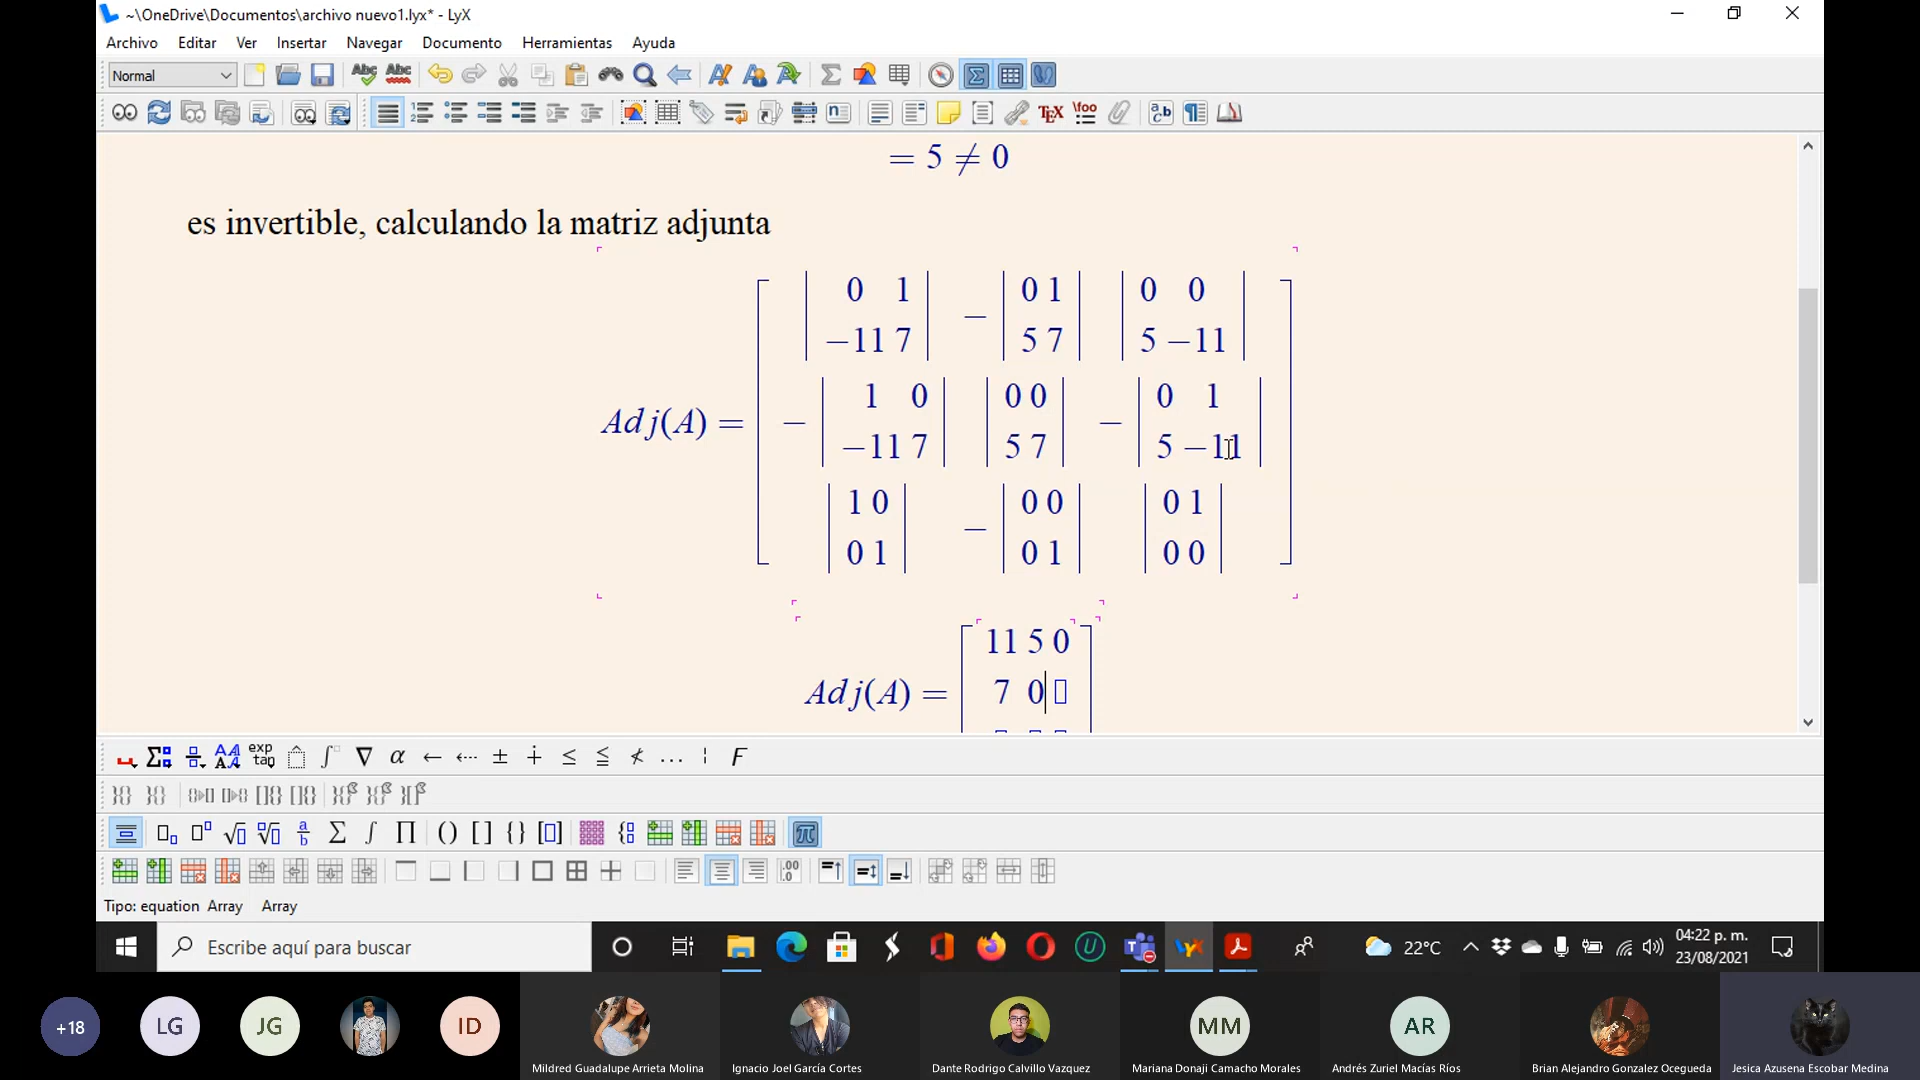 ~\OneDrive\Documentos\archivo nuevo1.lyx* - LyX
Archivo Editar Ver Insertar Navegar Documento Herramientas Ayuda
Normal
= 5 ≠ 0
es invertible, calculando la matriz adjunta
0 1 − 0 1 0 0
−11 7 5 7 5 −11
Adj(A) = − 1 0 0 0 − 0 1
−11 7 5 7 5 −11
1 0 − 0 0 0 1
0 1 0 1 0 0
11 5 0
Adj(A) = 7 0
Tipo: equation Array Array
Escribe aquí para buscar
22°C
04:22 p. m.
23/08/2021
+18 LG JG ID MM AR
Mildred Guadalupe Arrieta Molina
Ignacio Joel García Cortes
Dante Rodrigo Calvillo Vazquez
Mariana Donaji Camacho Morales
Andrés Zuriel Macías Ríos
Brian Alejandro Gonzalez Ocegueda
Jesica Azusena Escobar Medina